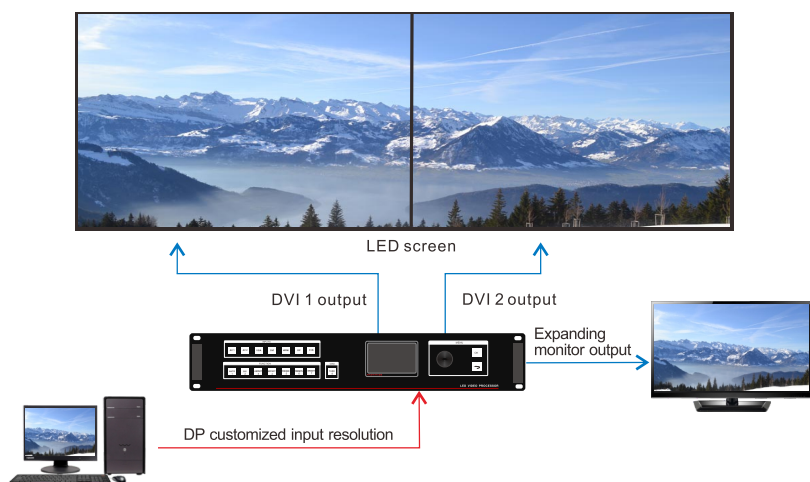 LED screen
DVI 1 output
DVI 2 output
Expanding
monitor output
LED VIDEO PROCESSOR
DP customized input resolution